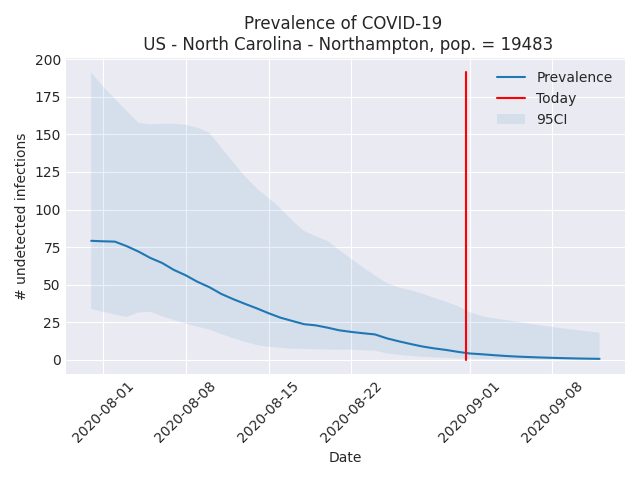 Prevalence of COVID-19
US - North Carolina - Northampton, pop. = 19483
200
175
150
125
100
75
50
25
0
# undetected infections
Prevalence
Today
95CI
2020-08-01
2020-08-08
2020-08-15
2020-08-22
2020-09-01
2020-09-08
Date